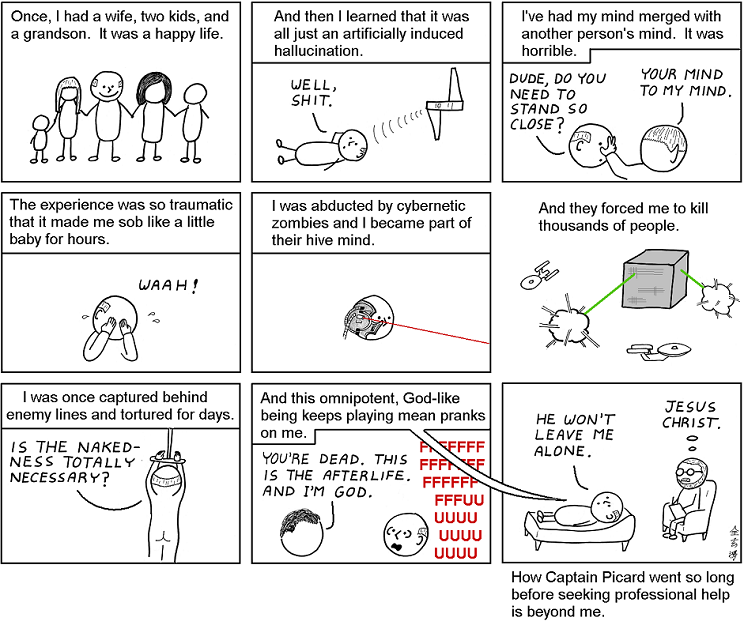 Once, I had a wife, two kids, and
a grandson. It was a happy life.
And then I learned that it was
all just an artificially induced
hallucination.
WELL,
SHIT.
I've had my mind merged with
another person's mind. It was
horrible.
DUDE, DO YOU
NEED TO
STAND SO
CLOSE?
YOUR MIND
TO MY MIND.
The experience was so traumatic
that it made me sob like a little
baby for hours.
WAAH!
I was abducted by cybernetic
zombies and I became part of
their hive mind.
And they forced me to kill
thousands of people.
I was once captured behind
enemy lines and tortured for days.
IS THE NAKED-
NESS TOTALLY
NECESSARY?
And this omnipotent, God-like
being keeps playing mean pranks
on me.
YOU'RE DEAD. THIS
IS THE AFTERLIFE.
AND I'M GOD.
FFFFFFF
FFFFFFF
FFFFFF
FFFUU
UUUU
UUUU
UUUU
HE WON'T
LEAVE ME
ALONE.
JESUS
CHRIST.
How Captain Picard went so long
before seeking professional help
is beyond me.